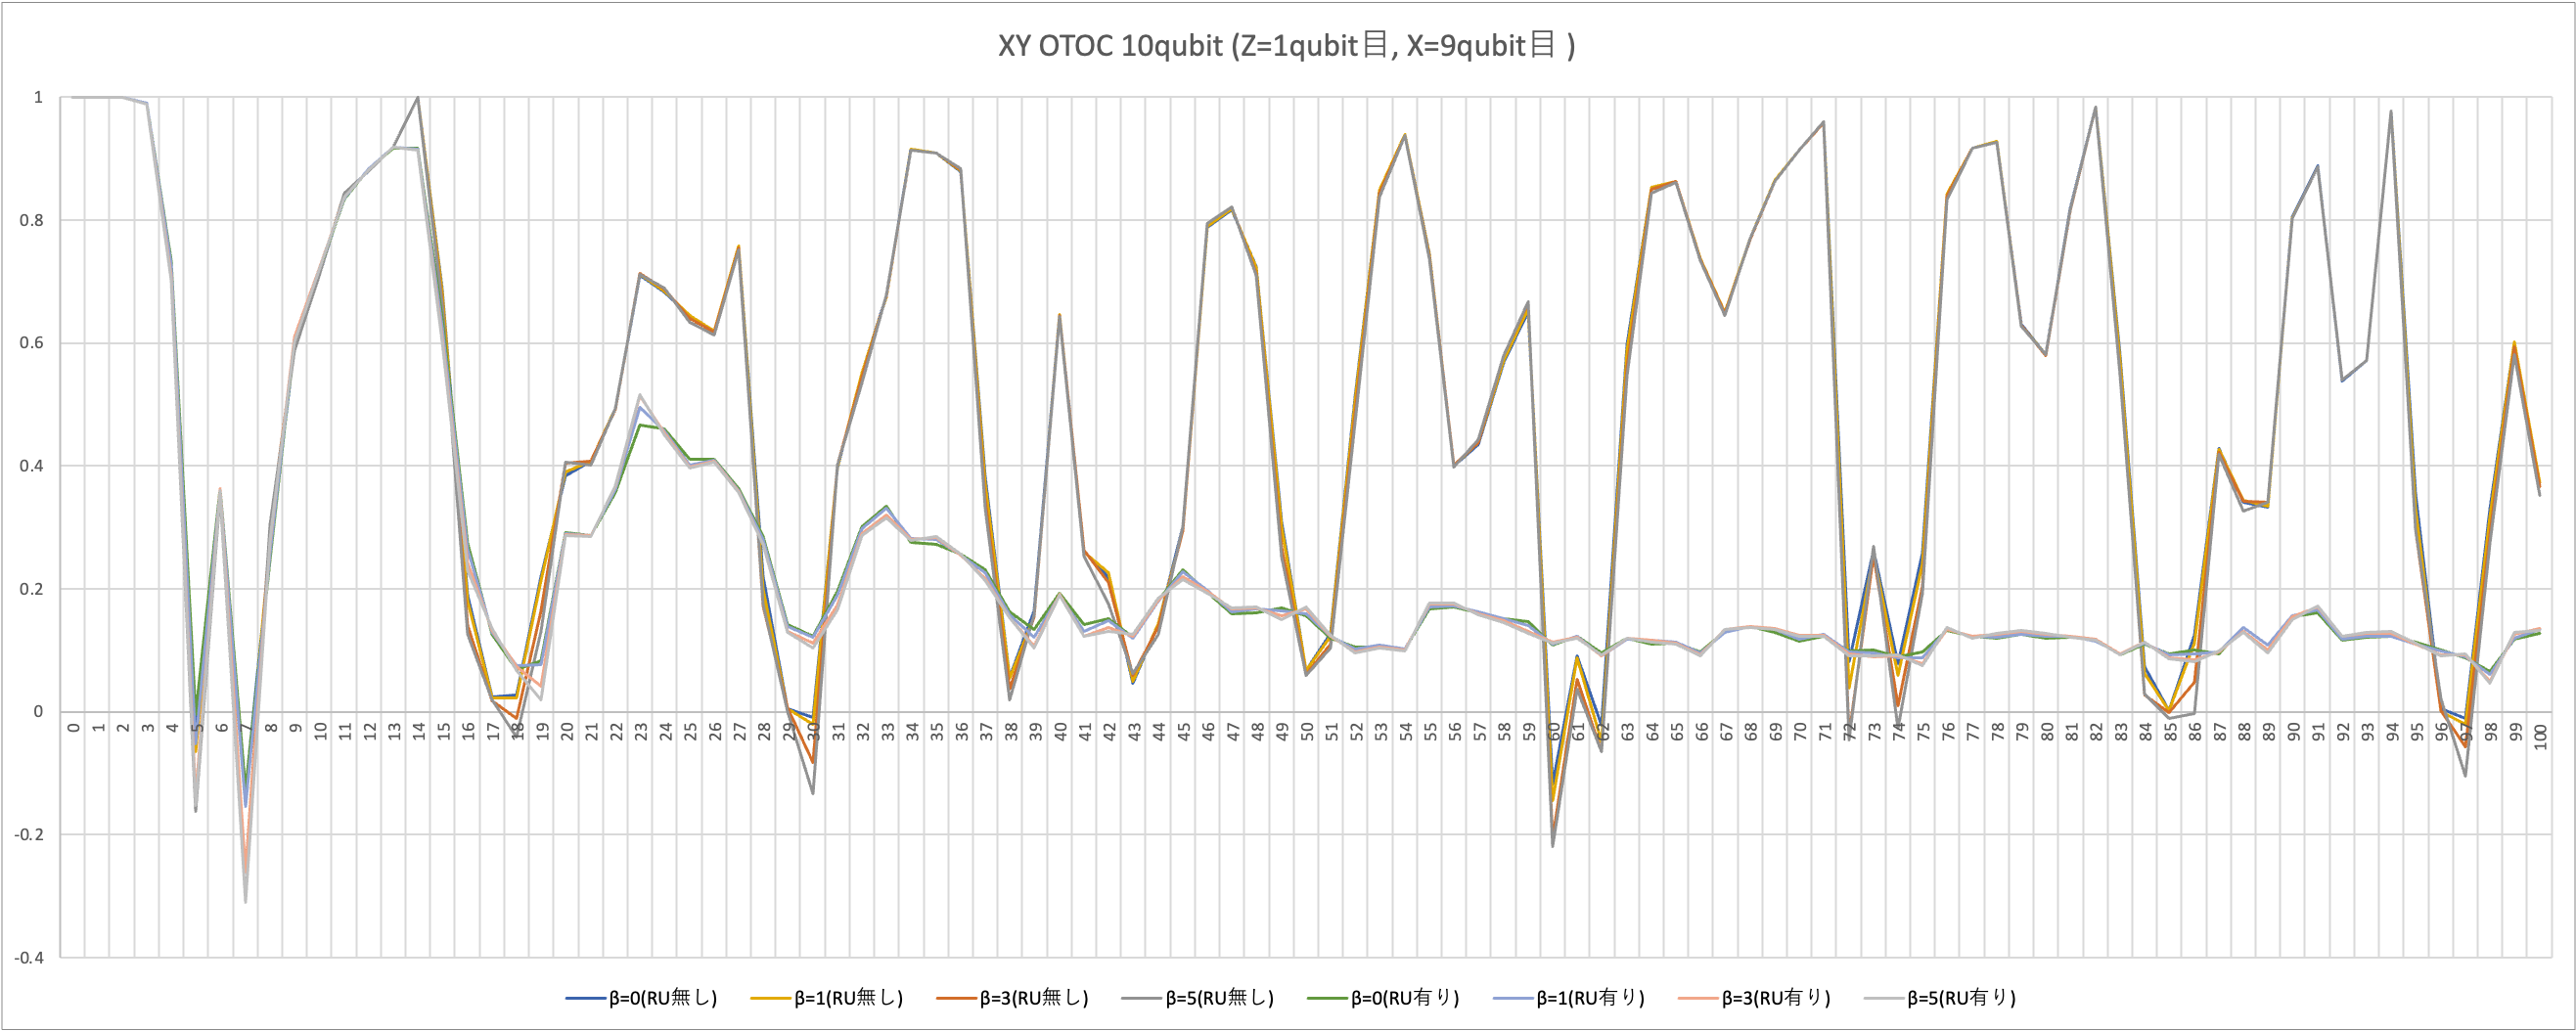 XY OTOC 10qubit (Z=1qubit目, X=9qubit目 )
1
0.8
0.6
0.4
0.2
0
-0.2
-0.4
0 1 2 3 4 5 6 7 8 9 10 11 12 13 14 15 16 17 18 19 20 21 22 23 24 25 26 27 28 29 30 31 32 33 34 35 36 37 38 39 40 41 42 43 44 45 46 47 48 49 50 51 52 53 54 55 56 57 58 59 60 61 62 63 64 65 66 67 68 69 70 71 72 73 74 75 76 77 78 79 80 81 82 83 84 85 86 87 88 89 90 91 92 93 94 95 96 97 98 99 100
β=0(RU無し) β=1(RU無し) β=3(RU無し) β=5(RU無し) β=0(RU有り) β=1(RU有り) β=3(RU有り) β=5(RU有り)